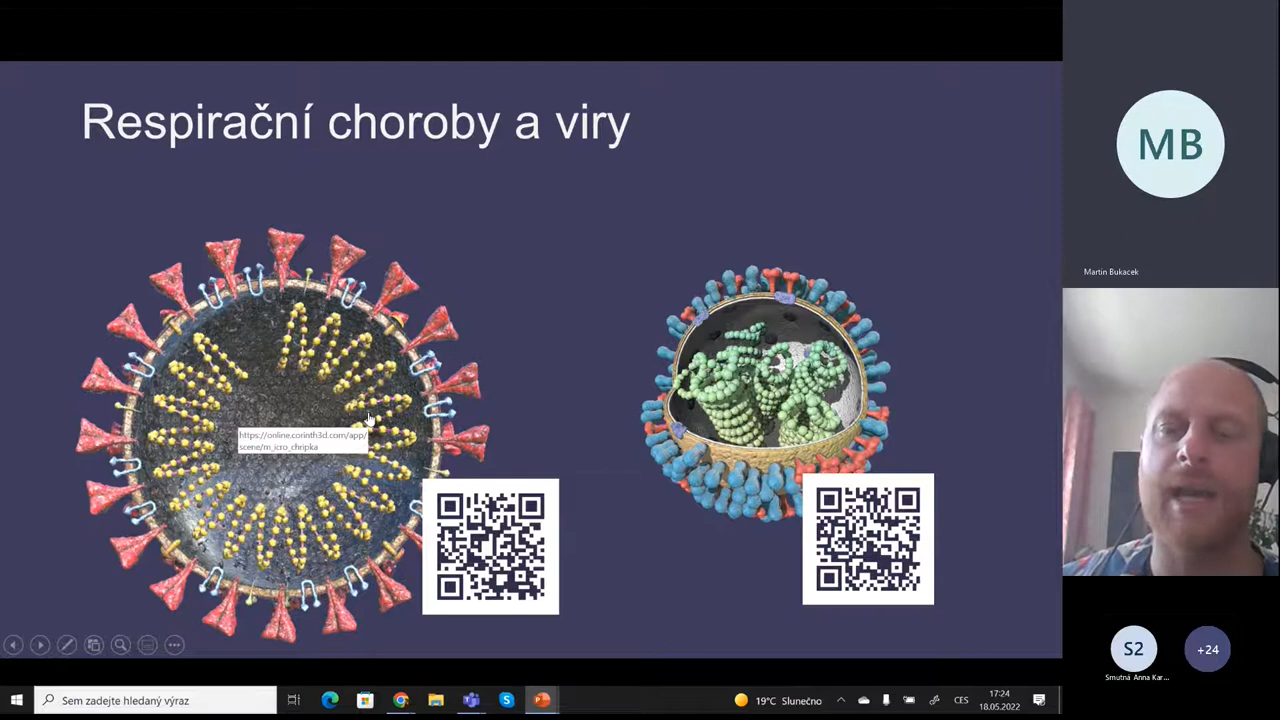 Respirační choroby a viry
https://online.corinth3d.com/app/
scene/m_icro_chripka
MB
Martin Bukacek
S2
+24
Smutná Anna Kar...
Sem zadejte hledaný výraz
19°C Slunečno
CES
17:24
18.05.2022